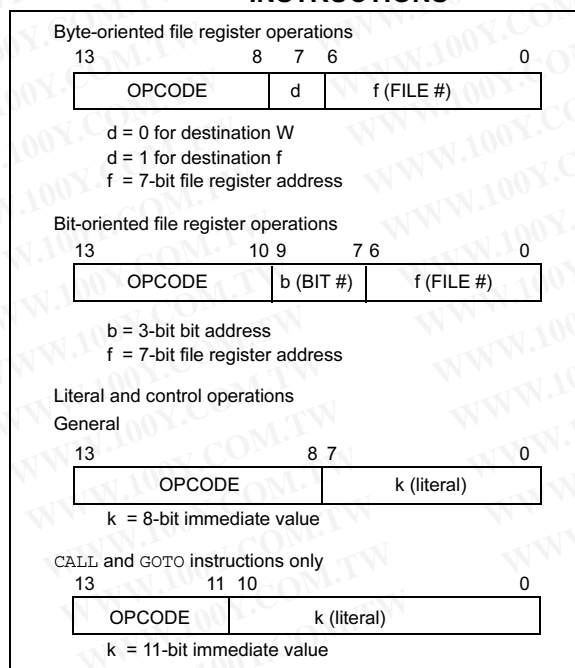 INSTRUCTIONS
Byte-oriented file register operations
13 8 7 6 0
OPCODE d f (FILE #)
d = 0 for destination W
d = 1 for destination f
f = 7-bit file register address
Bit-oriented file register operations
13 10 9 7 6 0
OPCODE b (BIT #) f (FILE #)
b = 3-bit bit address
f = 7-bit file register address
Literal and control operations
General
13 8 7 0
OPCODE k (literal)
k = 8-bit immediate value
CALL and GOTO instructions only
13 11 10 0
OPCODE k (literal)
k = 11-bit immediate value
WWW.100Y.COM.TW